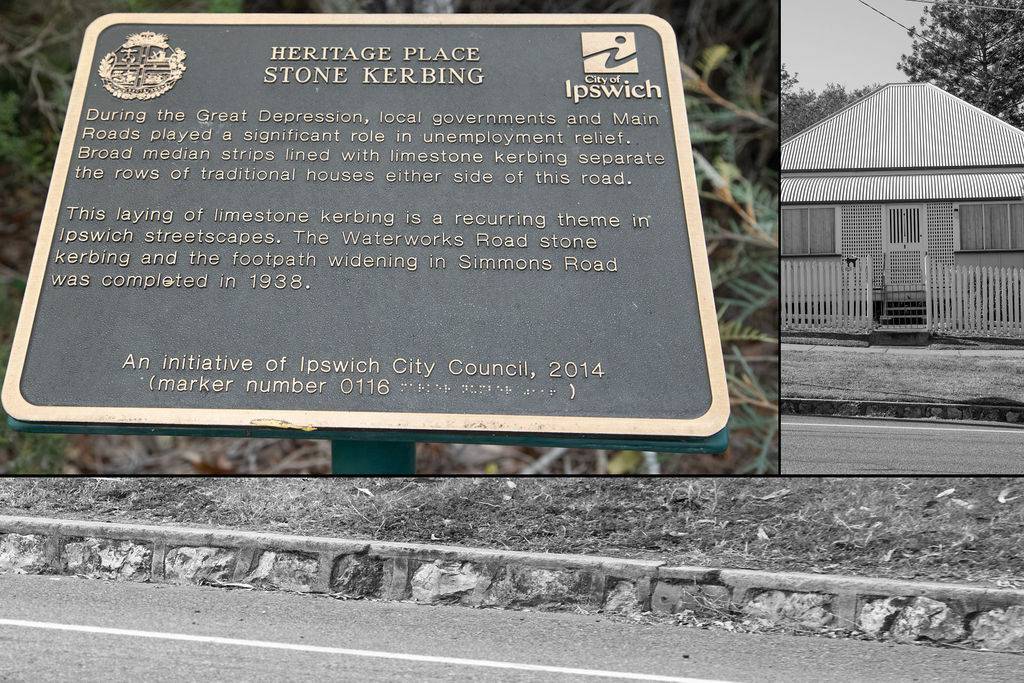 HERITAGE PLACE
STONE KERBING
City of
Ipswich
During the Great Depression, local governments and Main
Roads played a significant role in unemployment relief.
Broad median strips lined with limestone kerbing separate
the rows of traditional houses either side of this road.
This laying of limestone kerbing is a recurring theme in
Ipswich streetscapes. The Waterworks Road stone
kerbing and the footpath widening in Simmons Road
was completed in 1938.
An initiative of Ipswich City Council, 2014
(marker number 0116 )